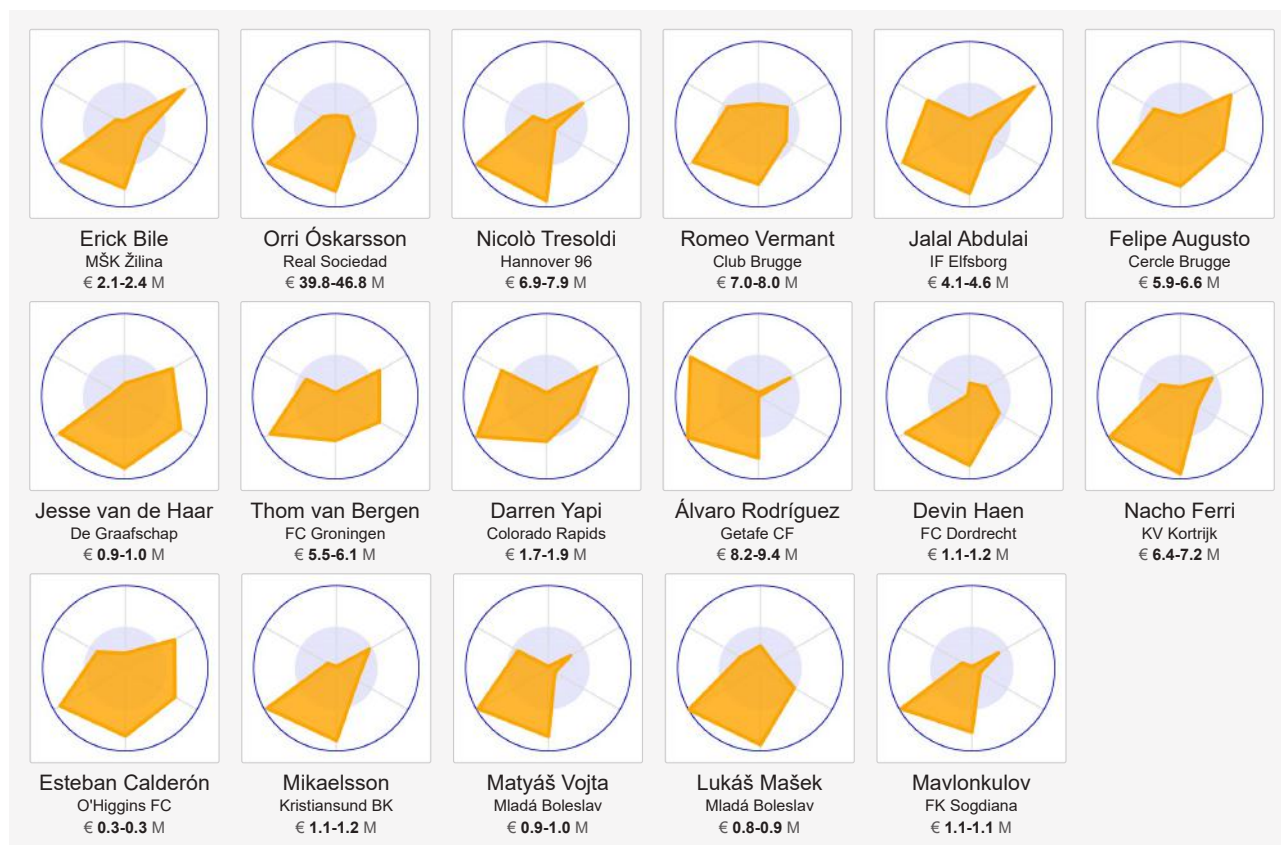 Erick Bile
MŠK Žilina
€ 2.1-2.4 M
Orri Óskarsson
Real Sociedad
€ 39.8-46.8 M
Nicolò Tresoldi
Hannover 96
€ 6.9-7.9 M
Romeo Vermant
Club Brugge
€ 7.0-8.0 M
Jalal Abdulai
IF Elfsborg
€ 4.1-4.6 M
Felipe Augusto
Cercle Brugge
€ 5.9-6.6 M
Jesse van de Haar
De Graafschap
€ 0.9-1.0 M
Thom van Bergen
FC Groningen
€ 5.5-6.1 M
Darren Yapi
Colorado Rapids
€ 1.7-1.9 M
Álvaro Rodríguez
Getafe CF
€ 8.2-9.4 M
Devin Haen
FC Dordrecht
€ 1.1-1.2 M
Nacho Ferri
KV Kortrijk
€ 6.4-7.2 M
Esteban Calderón
O'Higgins FC
€ 0.3-0.3 M
Mikaelsson
Kristiansund BK
€ 1.1-1.2 M
Matyáš Vojta
Mladá Boleslav
€ 0.9-1.0 M
Lukáš Mašek
Mladá Boleslav
€ 0.8-0.9 M
Mavlonkulov
FK Sogdiana
€ 1.1-1.1 M